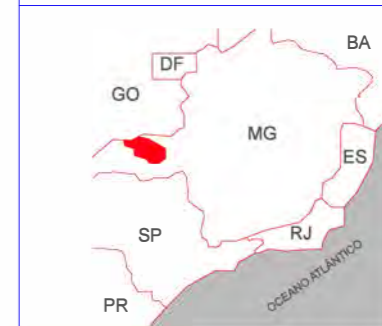 BA
DF
GO
MG
ES
SP
RJ
PR
OCEANO ATLÂNTICO